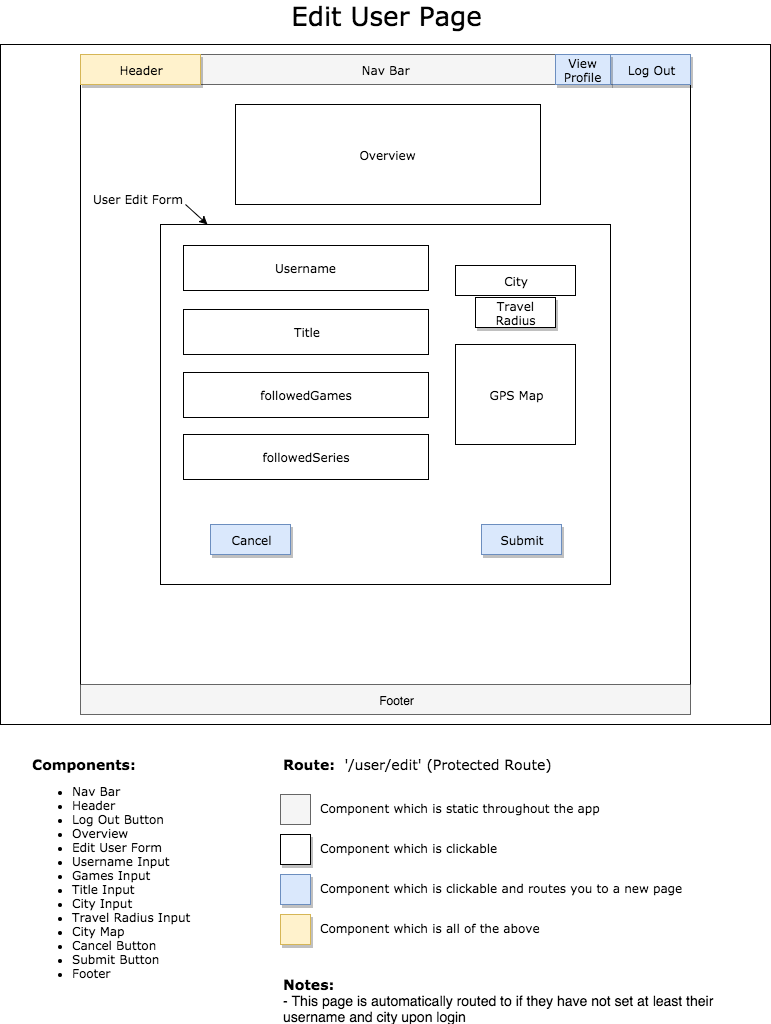 Edit User Page
Header
Nav Bar
View
Profile
Log Out
Overview
User Edit Form
Username
City
Travel
Radius
Title
GPS Map
followedGames
followedSeries
Cancel
Submit
Footer
Components:
Nav Bar
Header
Log Out Button
Overview
Edit User Form
Username Input
Games Input
Title Input
City Input
Travel Radius Input
City Map
Cancel Button
Submit Button
Footer
Route: '/user/edit' (Protected Route)
Component which is static throughout the app
Component which is clickable
Component which is clickable and routes you to a new page
Component which is all of the above
Notes:
- This page is automatically routed to if they have not set at least their
username and city upon login